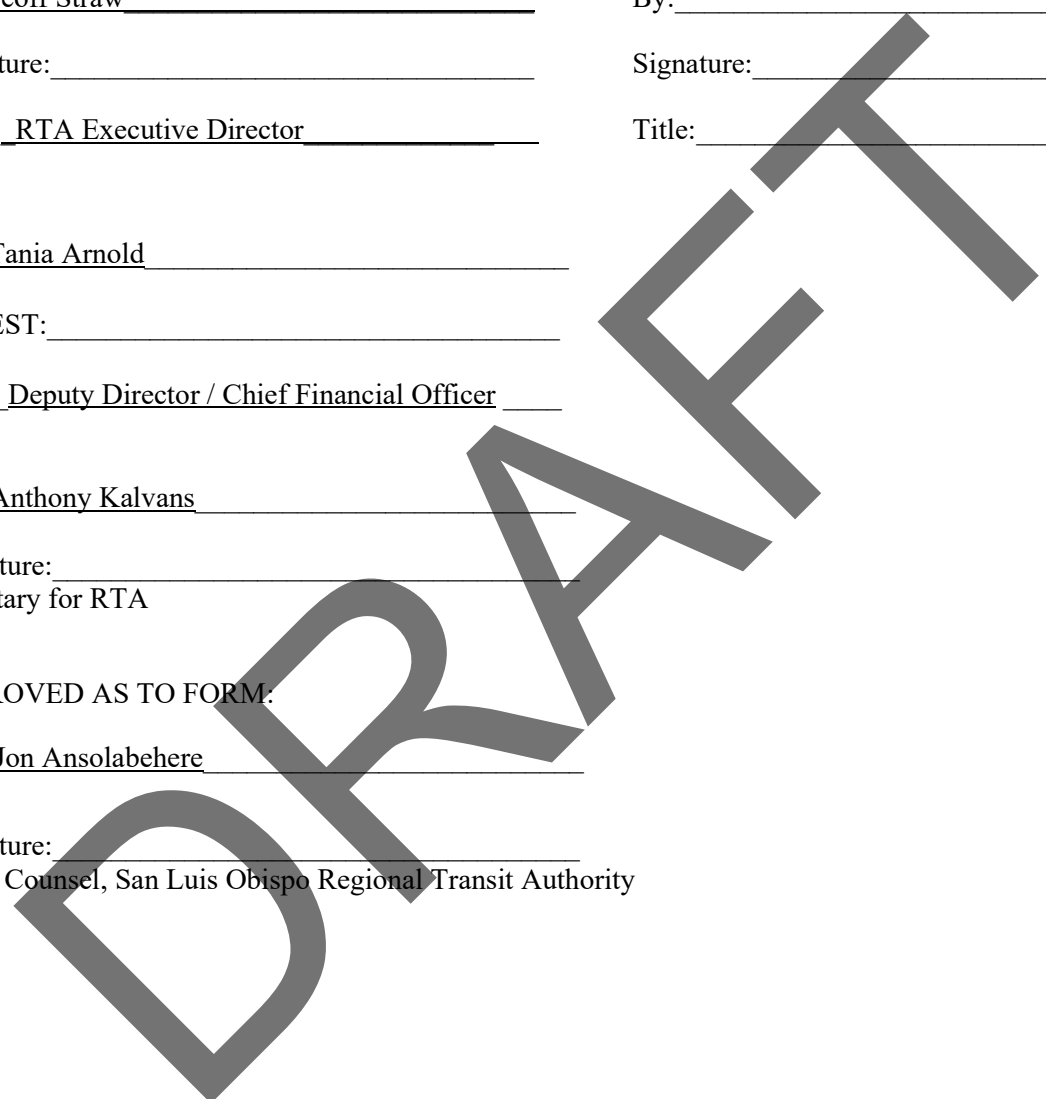 eoff Straw By:
ture: Signature:
RTA Executive Director Title:
Tania Arnold
EST:
Deputy Director / Chief Financial Officer
Anthony Kalvans
ture:
tary for RTA
ROVED AS TO FORM:
Jon Ansolabehere
ture:
Counsel, San Luis Obispo Regional Transit Authority
DRAFT